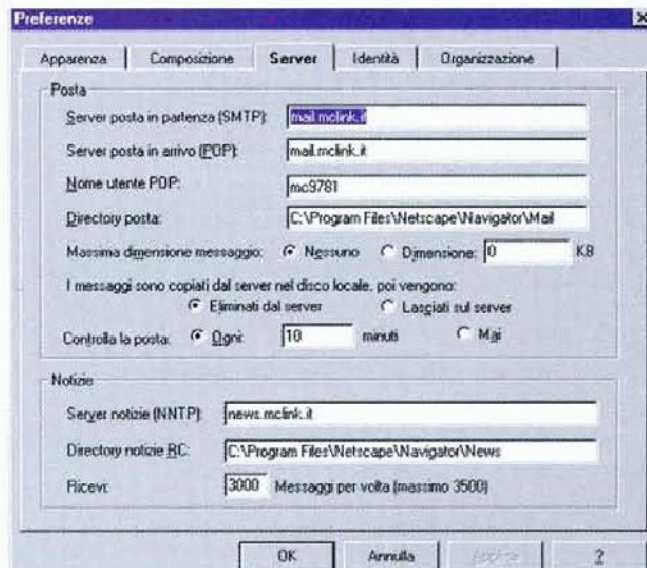 Preferenze
Apparenza Composizione Server Identità Organizzazione
Posta
Server posta in partenza (SMTP): mail.mclink.it
Server posta in arrivo (POP): mail.mclink.it
Nome utente POP: mc9781
Directory posta: C:\Program Files\Netscape\Navigator\Mail
Massima dimensione messaggio: Nessuno Dimensione: 0 KB
I messaggi sono copiati dal server nel disco locale, poi vengono:
Eliminati dal server Lasciati sul server
Controlla la posta: Ogni: 10 minuti Mai
Notizie
Server notizie (NNTP): news.mclink.it
Directory notizie RC: C:\Program Files\Netscape\Navigator\News
Ricevi: 3000 Messaggi per volta (massimo 3500)
OK Annulla ?